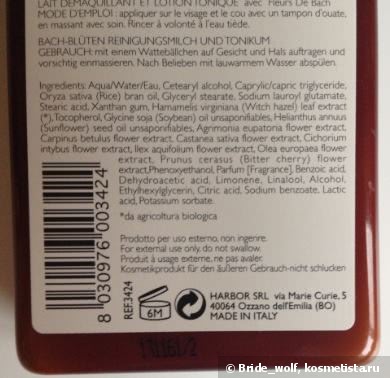 LAIT DEMAQUILLANT ET LOTION TONIQUE avec Fleurs De Bach
MODE D'EMPLOI: appliquer sur le visage et le cou avec un tampon d'ouate,
en massant avec soin. Rincer à volonté à l'eau tiède.
BACH-BLÜTEN REINIGUNGSMILCH UND TONIKUM
GEBRAUCH: mit einem Wattebällchen auf Gesicht und Hals auftragen und
vorsichtig einmassieren. Nach Belieben mit lauwarmem Wasser abspülen.
Ingredients: Aqua/Water/Eau, Cetearyl alcohol, Caprylic/capric triglyceride,
Oryza sativa (Rice) bran oil, Glyceryl stearate, Sodium lauroyl glutamate,
Stearic acid, Xanthan gum, Hamamelis virginiana (Witch hazel) leaf extract
(*),Tocopherol, Glycine soja (Soybean) oil unsaponifiables, Helianthus annuus
(Sunflower) seed oil unsaponifiables, Agrimonia eupatoria flower extract,
Carpinus betulus flower extract, Castanea sativa flower extract, Cichorium
intybus flower extract, Ilex aquifolium flower extract, Olea europaea flower
extract, Prunus cerasus (Bitter cherry) flower
extract,Phenoxyethanol, Parfum [Fragrance], Benzoic acid,
Dehydroacetic acid, Limonene, Linalool, Alcohol,
Ethylhexylglycerin, Citric acid, Sodium benzoate, Lactic
acid, Potassium sorbate.
*da agricoltura biologica
Prodotto per uso esterno, non ingerire.
For external use only, do not swallow.
Produit à usage externe, ne pas avaler.
Kosmetikprodukt für den äußeren Gebrauch-nicht schlucken
8 030976 003424
REF.3424
6M
HARBOR SRL via Marie Curie, 5
40064 Ozzano dell'Emilia (BO)
MADE IN ITALY
© Bride_wolf, kosmetista.ru